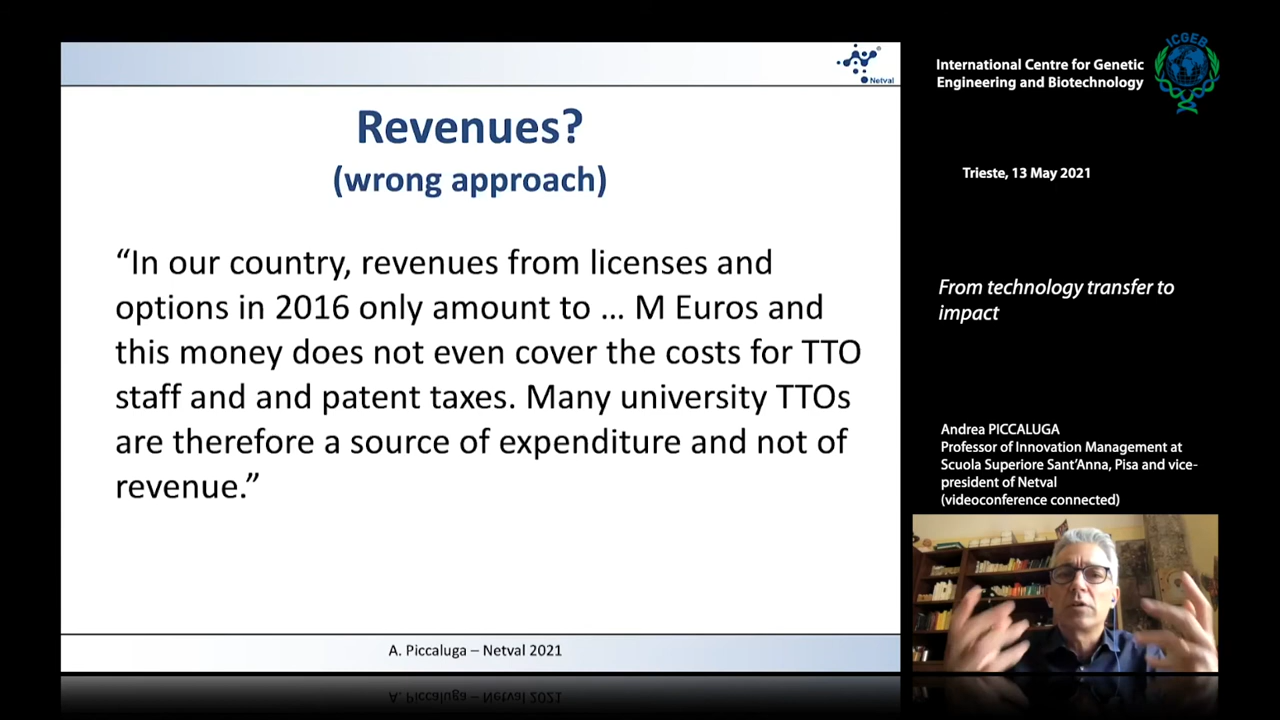 Netval
Revenues?
(wrong approach)
“In our country, revenues from licenses and
options in 2016 only amount to … M Euros and
this money does not even cover the costs for TTO
staff and and patent taxes. Many university TTOs
are therefore a source of expenditure and not of
revenue.”
A. Piccaluga – Netval 2021
International Centre for Genetic
Engineering and Biotechnology
ICGEB
Trieste, 13 May 2021
From technology transfer to
impact
Andrea PICCALUGA
Professor of Innovation Management at
Scuola Superiore Sant’Anna, Pisa and vice-
president of Netval
(videoconference connected)